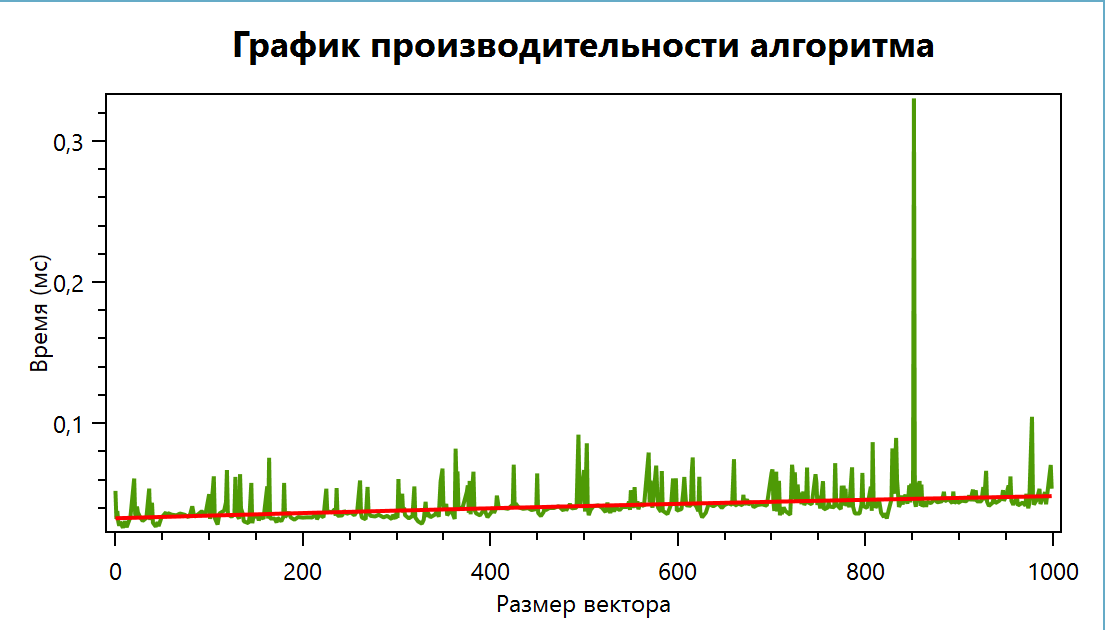 График производительности алгоритма
0,3
0,2
0,1
Время (мс)
0 200 400 600 800 1000
Размер вектора